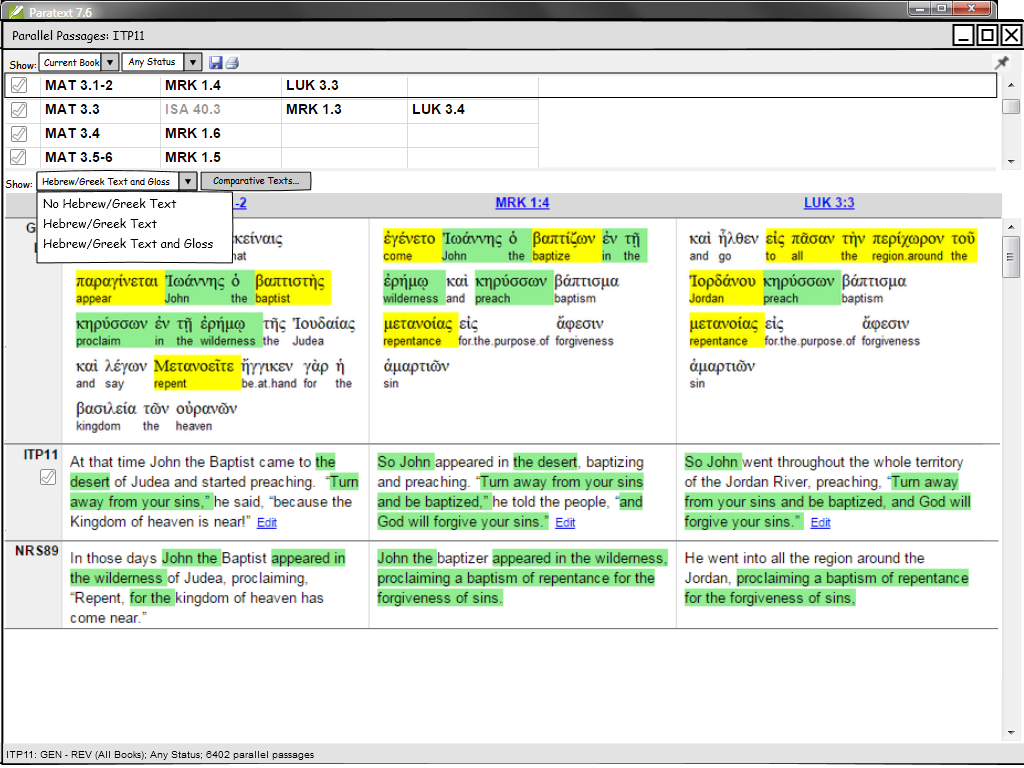 Paratext 7.6
Parallel Passages: ITP11
Show: Current Book Any Status
MAT 3.1-2 MRK 1.4 LUK 3.3
MAT 3.3 ISA 40.3 MRK 1.3 LUK 3.4
MAT 3.4 MRK 1.6
MAT 3.5-6 MRK 1.5
Show: Hebrew/Greek Text and Gloss Comparative Texts...
No Hebrew/Greek Text
Hebrew/Greek Text
Hebrew/Greek Text and Gloss
-2 MRK 1:4 LUK 3:3
κείναις
hat
παραγίνεται Ἰωάννης ὁ βαπτιστὴς
appear John the baptist
κηρύσσων ἐν τῇ ἐρήμῳ τῆς Ἰουδαίας
proclaim in the wilderness the Judea
καὶ λέγων Μετανοεῖτε ἤγγικεν γὰρ ἡ
and say repent be.at.hand for the
βασιλεία τῶν οὐρανῶν
kingdom the heaven
ἐγένετο Ἰωάννης ὁ βαπτίζων ἐν τῇ
come John the baptize in the
ἐρήμῳ καὶ κηρύσσων βάπτισμα
wilderness and preach baptism
μετανοίας εἰς ἄφεσιν
repentance for.the.purpose.of forgiveness
ἁμαρτιῶν
sin
καὶ ἦλθεν εἰς πᾶσαν τὴν περίχωρον τοῦ
and go to all the region.around the
Ἰορδάνου κηρύσσων βάπτισμα
Jordan preach baptism
μετανοίας εἰς ἄφεσιν
repentance for.the.purpose.of forgiveness
ἁμαρτιῶν
sin
ITP11
At that time John the Baptist came to the
desert of Judea and started preaching. “Turn
away from your sins,” he said, “because the
Kingdom of heaven is near!” Edit
So John appeared in the desert, baptizing
and preaching. “Turn away from your sins
and be baptized,” he told the people, “and
God will forgive your sins.” Edit
So John went throughout the whole territory
of the Jordan River, preaching, “Turn away
from your sins and be baptized, and God will
forgive your sins.” Edit
NRS89
In those days John the Baptist appeared in
the wilderness of Judea, proclaiming,
“Repent, for the kingdom of heaven has
come near.”
John the baptizer appeared in the wilderness,
proclaiming a baptism of repentance for the
forgiveness of sins.
He went into all the region around the
Jordan, proclaiming a baptism of repentance
for the forgiveness of sins,
ITP11: GEN - REV (All Books); Any Status; 6402 parallel passages